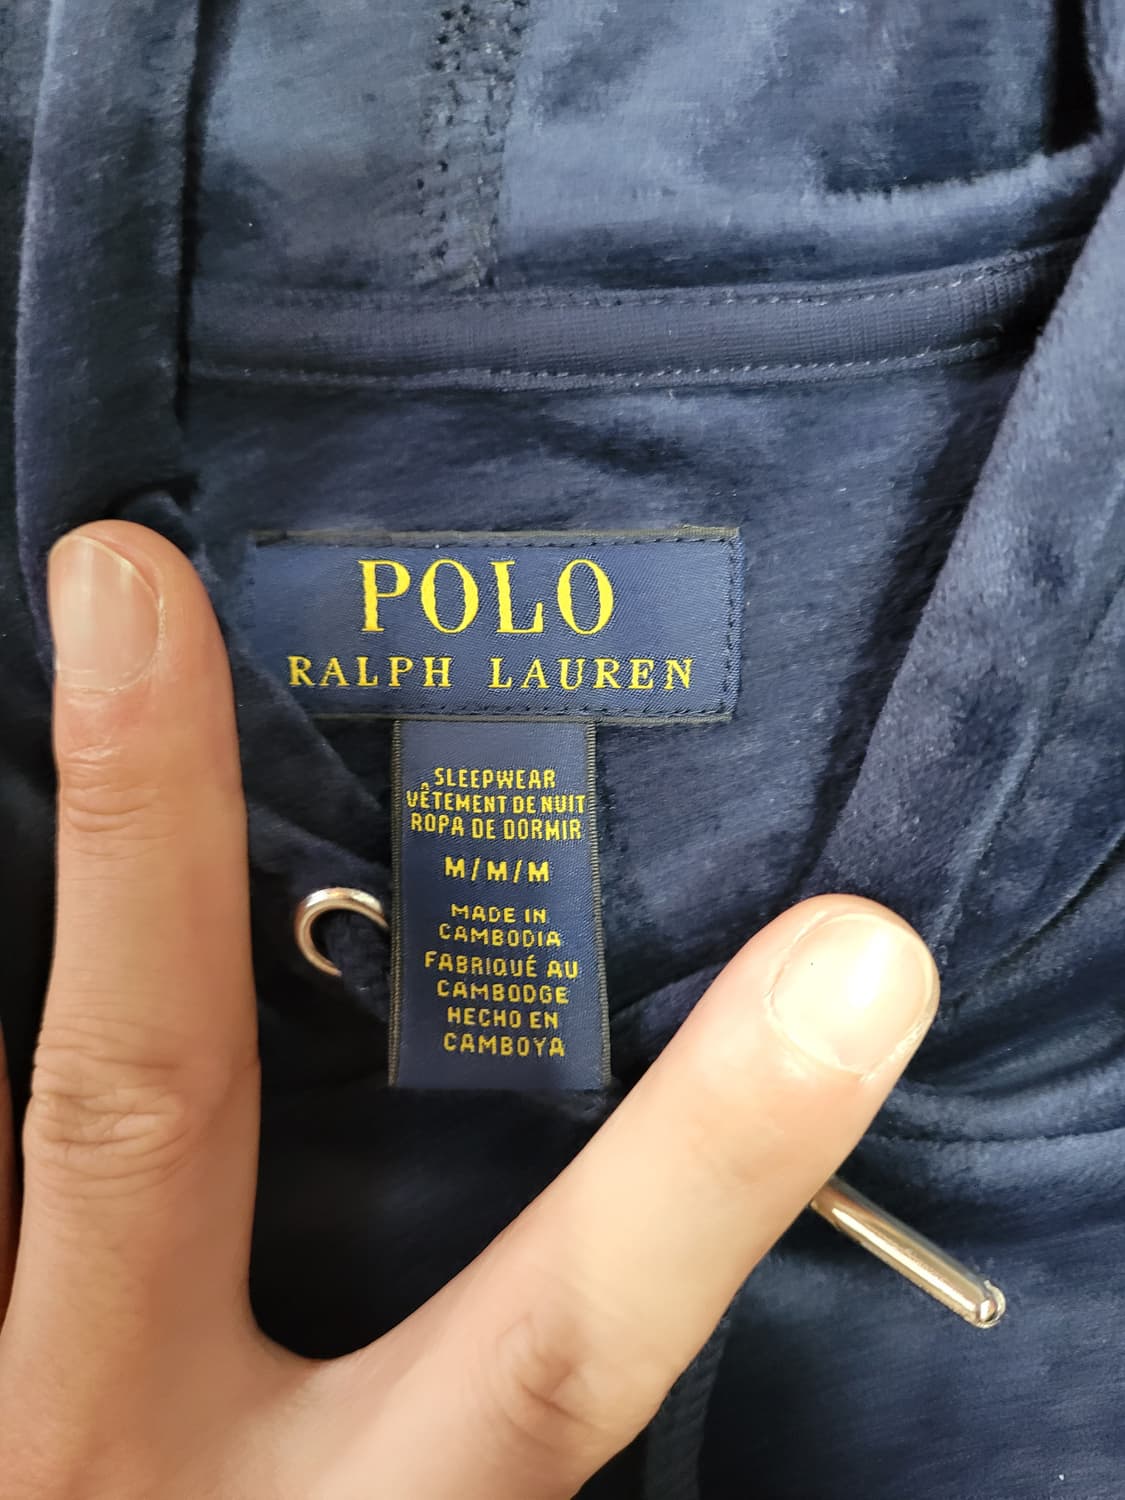 POLO
RALPH LAUREN
SLEEPWEAR
VÊTEMENT DE NUIT
ROPA DE DORMIR
M/M/M
MADE IN
CAMBODIA
FABRIQUÉ AU
CAMBODGE
HECHO EN
CAMBOYA